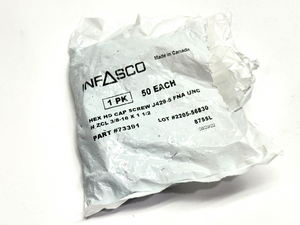 INFASCO
Made in Canada
1 PK 50 EACH
HEX HD CAP SCREW J429-5 FNA UNC
H ZCL 3/8-16 X 1 1/2
PART #73391 LOT #2205-56830
5755L